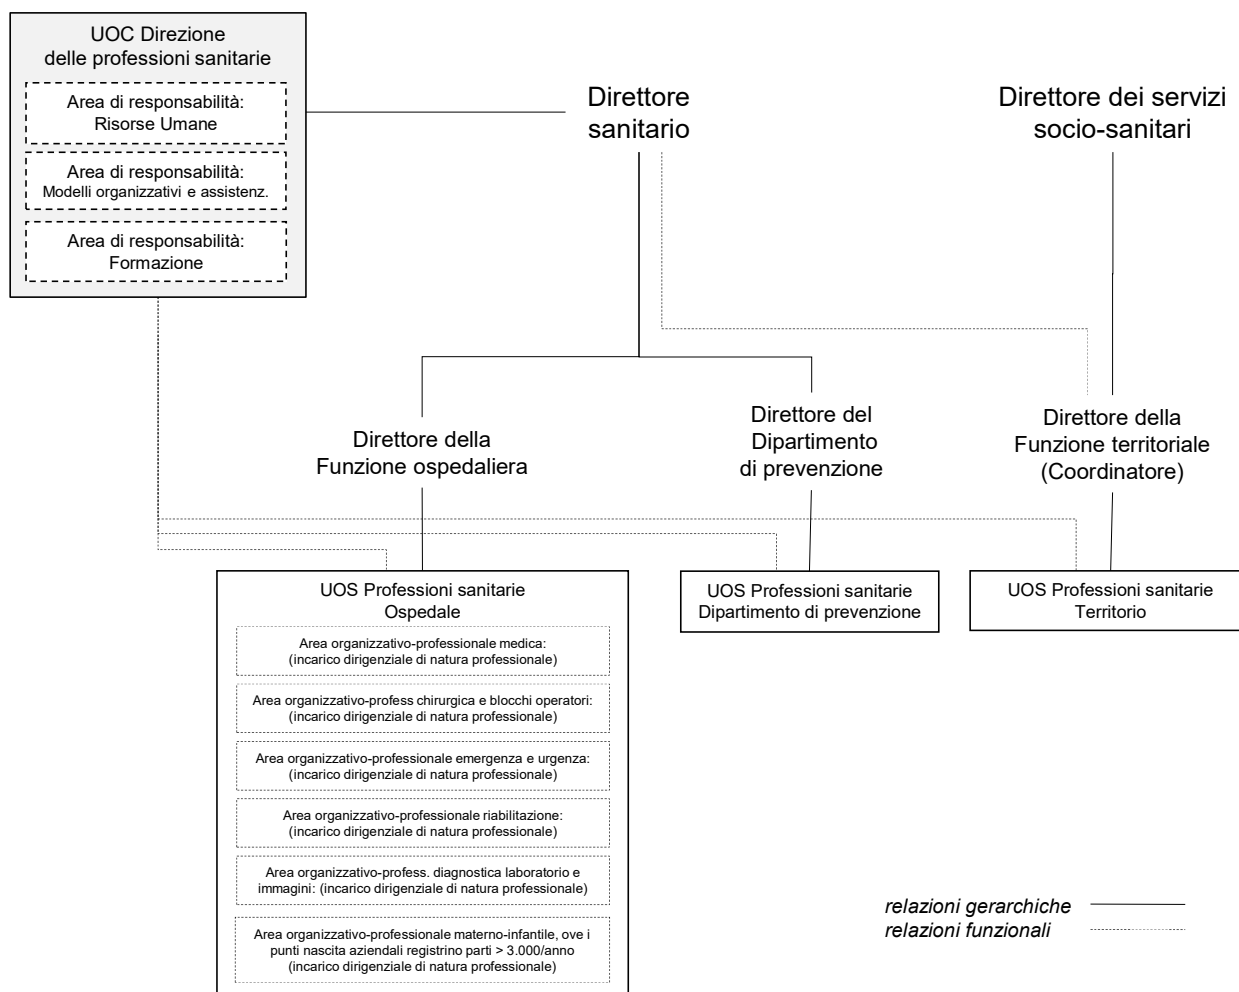 UOC Direzione
delle professioni sanitarie
Area di responsabilità:
Risorse Umane
Area di responsabilità:
Modelli organizzativi e assistenz.
Area di responsabilità:
Formazione
Direttore
sanitario
Direttore dei servizi
socio-sanitari
Direttore della
Funzione ospedaliera
Direttore del
Dipartimento
di prevenzione
Direttore della
Funzione territoriale
(Coordinatore)
UOS Professioni sanitarie
Ospedale
Area organizzativo-professionale medica:
(incarico dirigenziale di natura professionale)
Area organizzativo-profess chirurgica e blocchi operatori:
(incarico dirigenziale di natura professionale)
Area organizzativo-professionale emergenza e urgenza:
(incarico dirigenziale di natura professionale)
Area organizzativo-professionale riabilitazione:
(incarico dirigenziale di natura professionale)
Area organizzativo-profess. diagnostica laboratorio e
immagini: (incarico dirigenziale di natura professionale)
Area organizzativo-professionale materno-infantile, ove i
punti nascita aziendali registrino parti > 3.000/anno
(incarico dirigenziale di natura professionale)
UOS Professioni sanitarie
Dipartimento di prevenzione
UOS Professioni sanitarie
Territorio
relazioni gerarchiche
relazioni funzionali